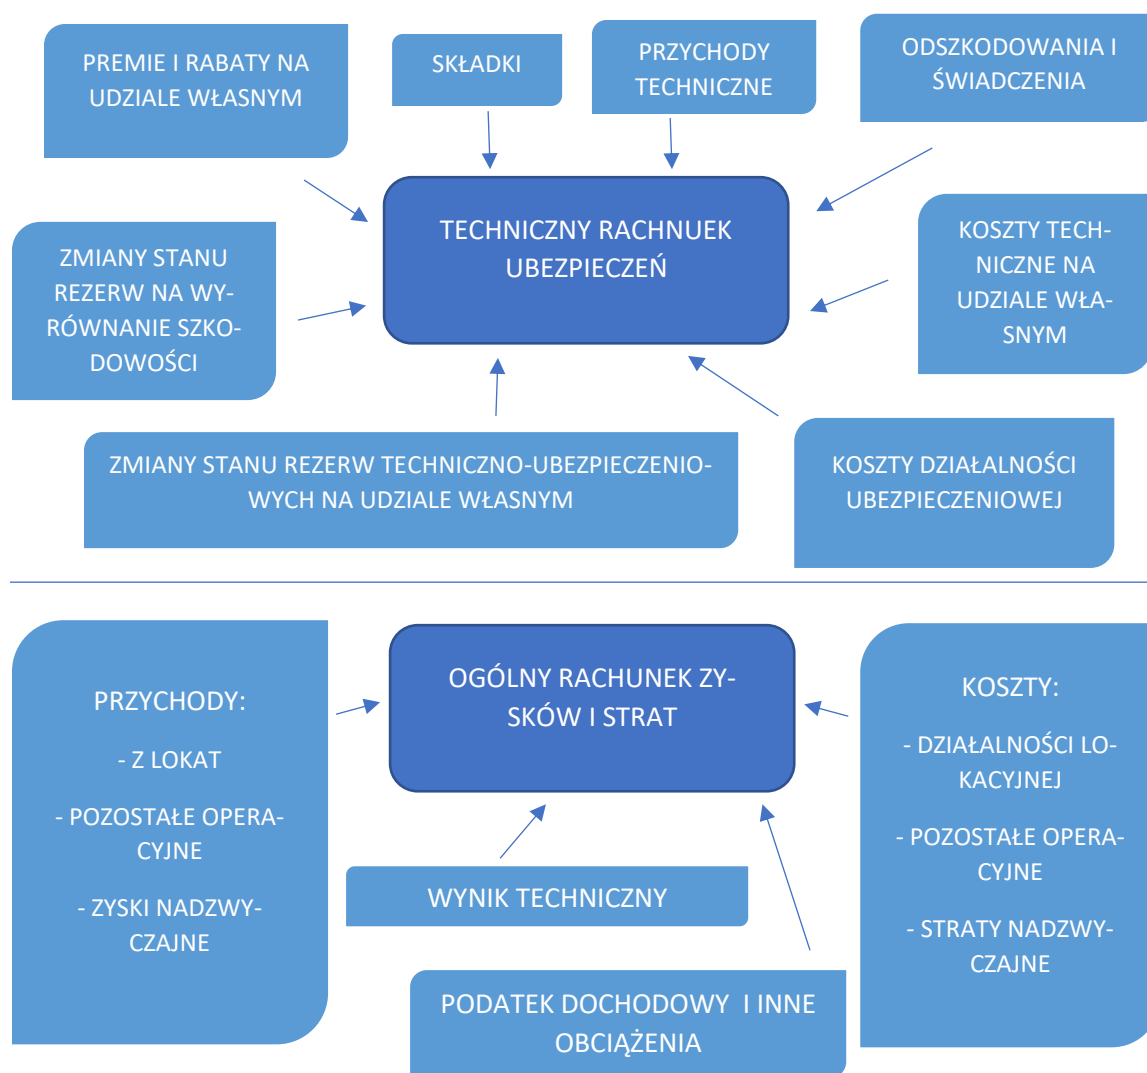 PREMIE I RABATY NA
UDZIALE WŁASNYM
SKŁADKI
PRZYCHODY
TECHNICZNE
ODSZKODOWANIA I
ŚWIADCZENIA
TECHNICZNY RACHNUEK
UBEZPIECZEŃ
ZMIANY STANU
REZERW NA WY-
RÓWNANIE SZKO-
DOWOŚCI
KOSZTY TECH-
NICZNE NA
UDZIALE WŁA-
SNYM
ZMIANY STANU REZERW TECHNICZNO-UBEZPIECZENIO-
WYCH NA UDZIALE WŁASNYM
KOSZTY DZIAŁALNOŚCI
UBEZPIECZENIOWEJ
PRZYCHODY:
- Z LOKAT
- POZOSTAŁE OPERA-
CYJNE
- ZYSKI NADZWY-
CZAJNE
OGÓLNY RACHUNEK ZY-
SKÓW I STRAT
KOSZTY:
- DZIAŁALNOŚCI LO-
KACYJNEJ
- POZOSTAŁE OPERA-
CYJNE
- STRATY NADZWY-
CZAJNE
WYNIK TECHNICZNY
PODATEK DOCHODOWY I INNE
OBCIĄŻENIA